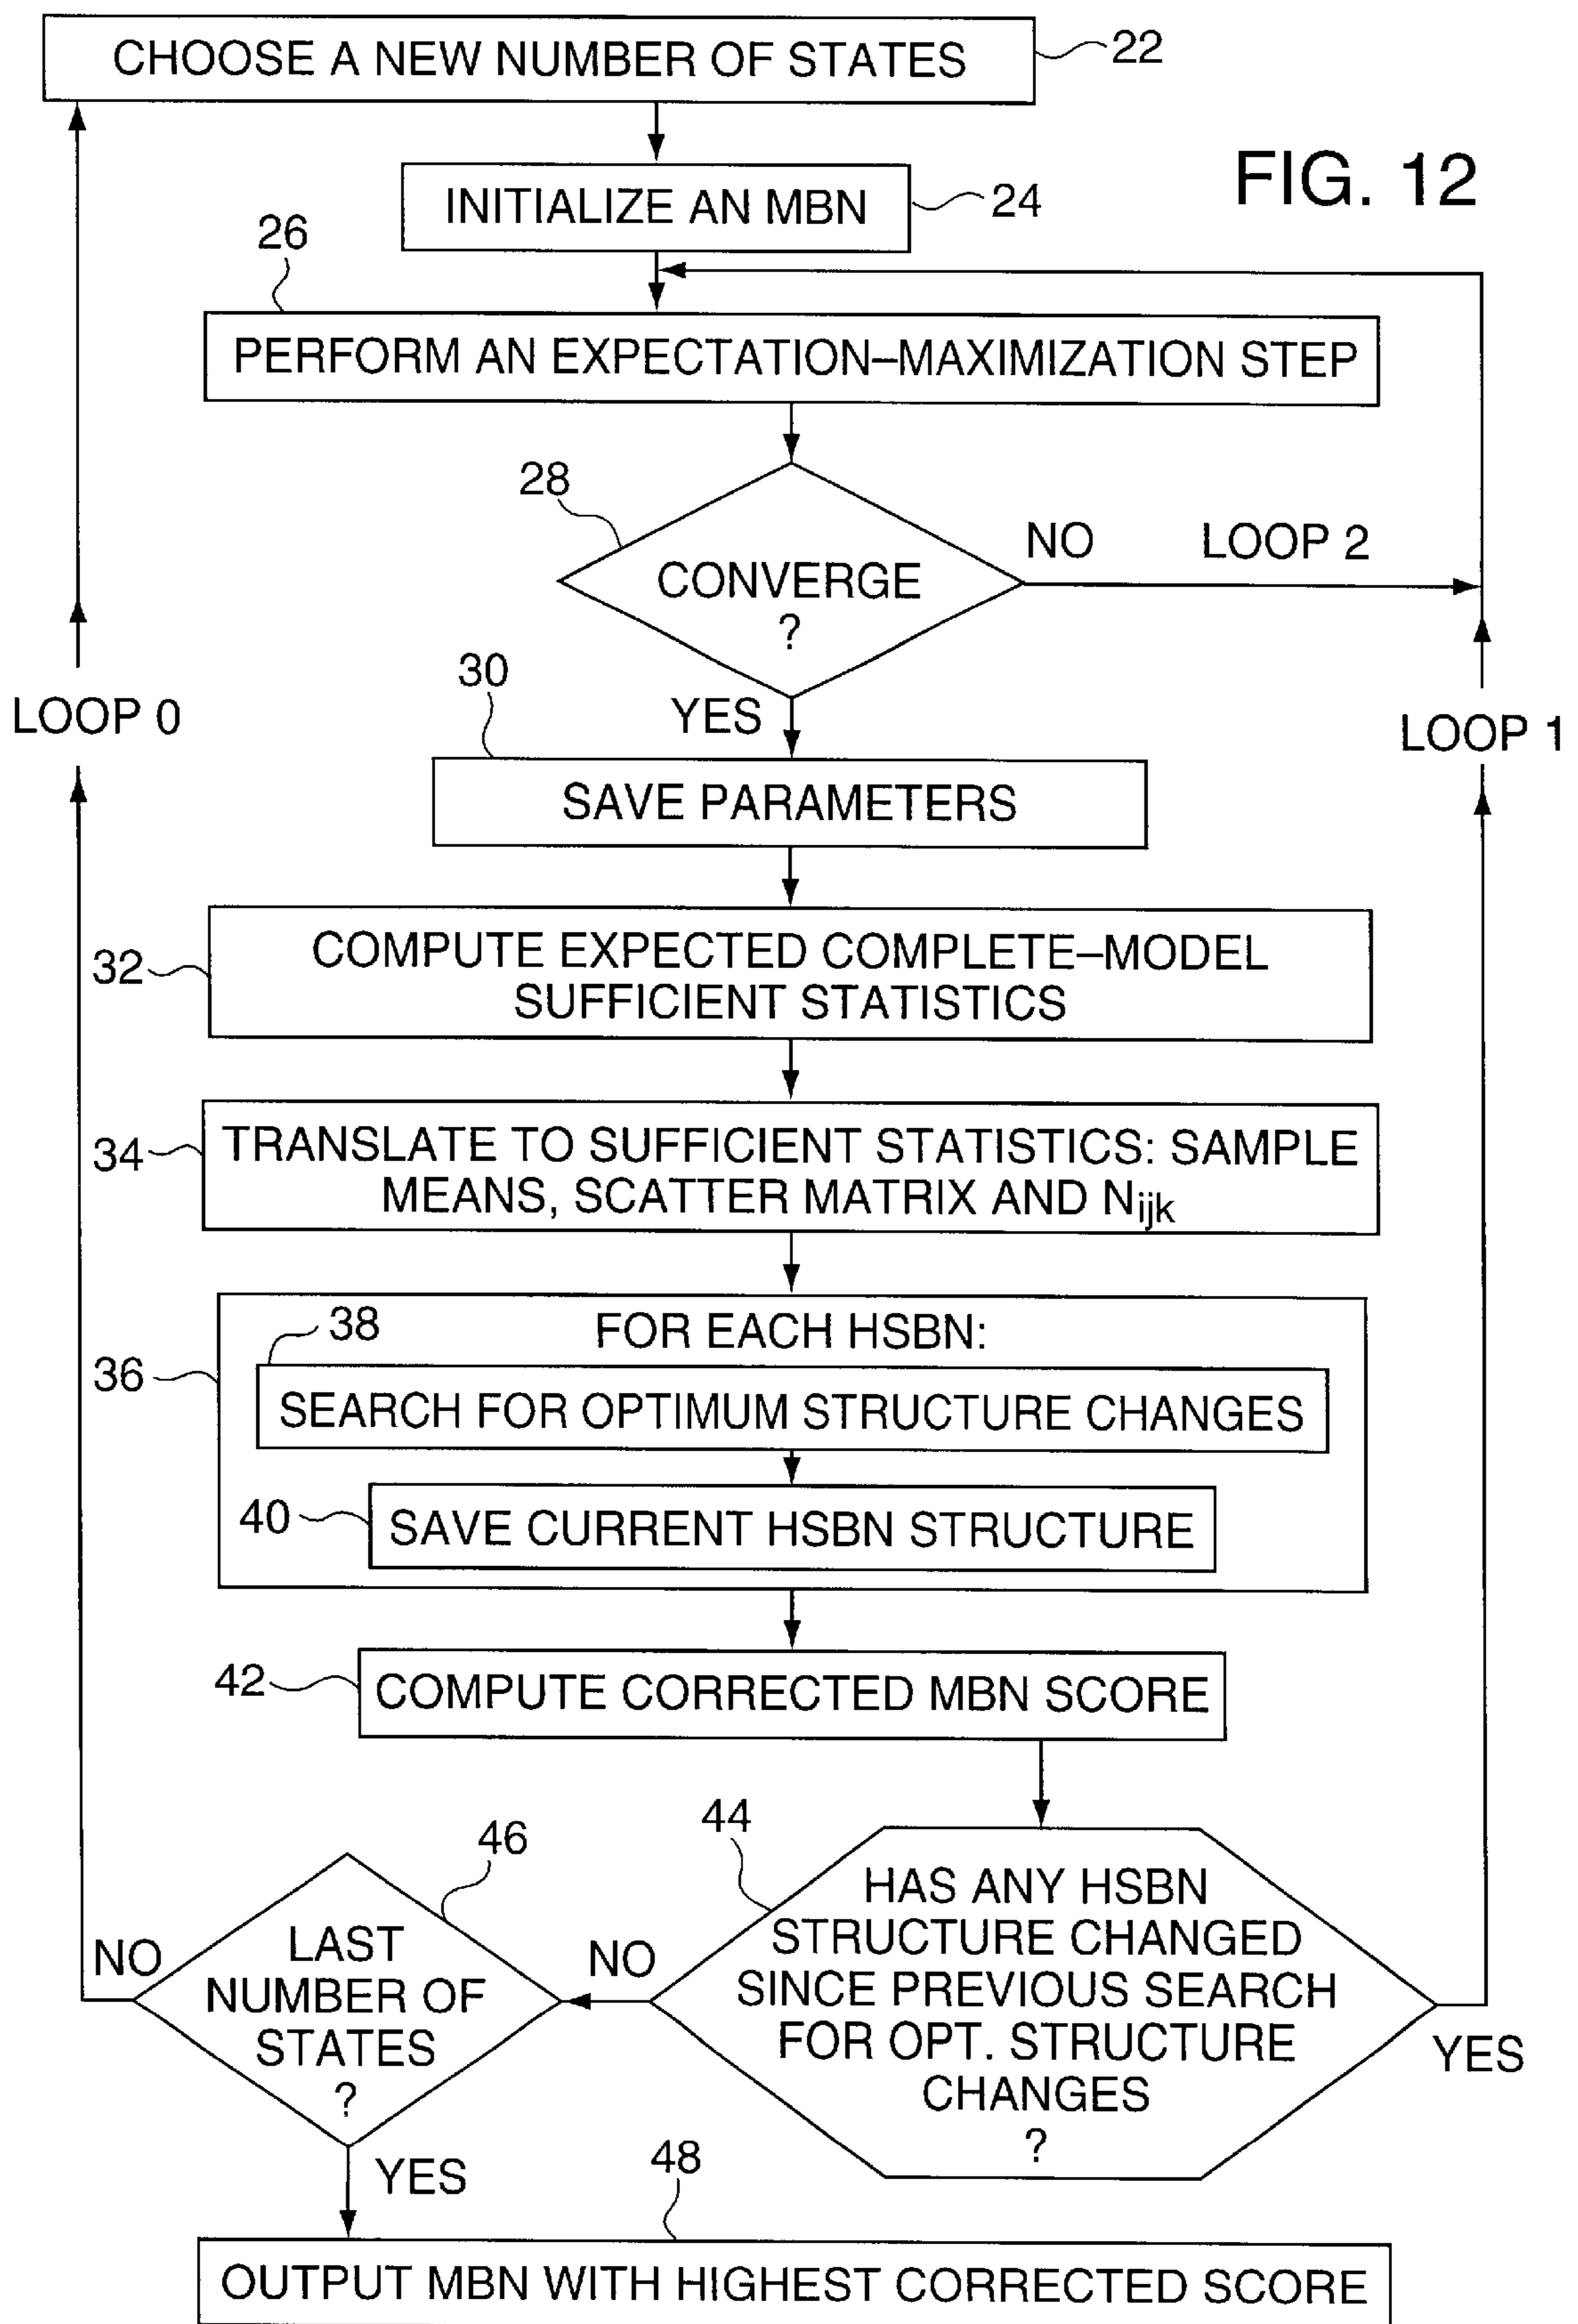 CHOOSE A NEW NUMBER OF STATES
22
FIG. 12
INITIALIZE AN MBN
24
26
PERFORM AN EXPECTATION–MAXIMIZATION STEP
28
CONVERGE
?
NO
LOOP 2
YES
LOOP 0
LOOP 1
30
SAVE PARAMETERS
32
COMPUTE EXPECTED COMPLETE–MODEL
SUFFICIENT STATISTICS
34
TRANSLATE TO SUFFICIENT STATISTICS: SAMPLE
MEANS, SCATTER MATRIX AND Nijk
36
FOR EACH HSBN:
38
SEARCH FOR OPTIMUM STRUCTURE CHANGES
40
SAVE CURRENT HSBN STRUCTURE
42
COMPUTE CORRECTED MBN SCORE
44
HAS ANY HSBN
STRUCTURE CHANGED
SINCE PREVIOUS SEARCH
FOR OPT. STRUCTURE
CHANGES
?
YES
NO
46
LAST
NUMBER OF
STATES
?
NO
YES
48
OUTPUT MBN WITH HIGHEST CORRECTED SCORE